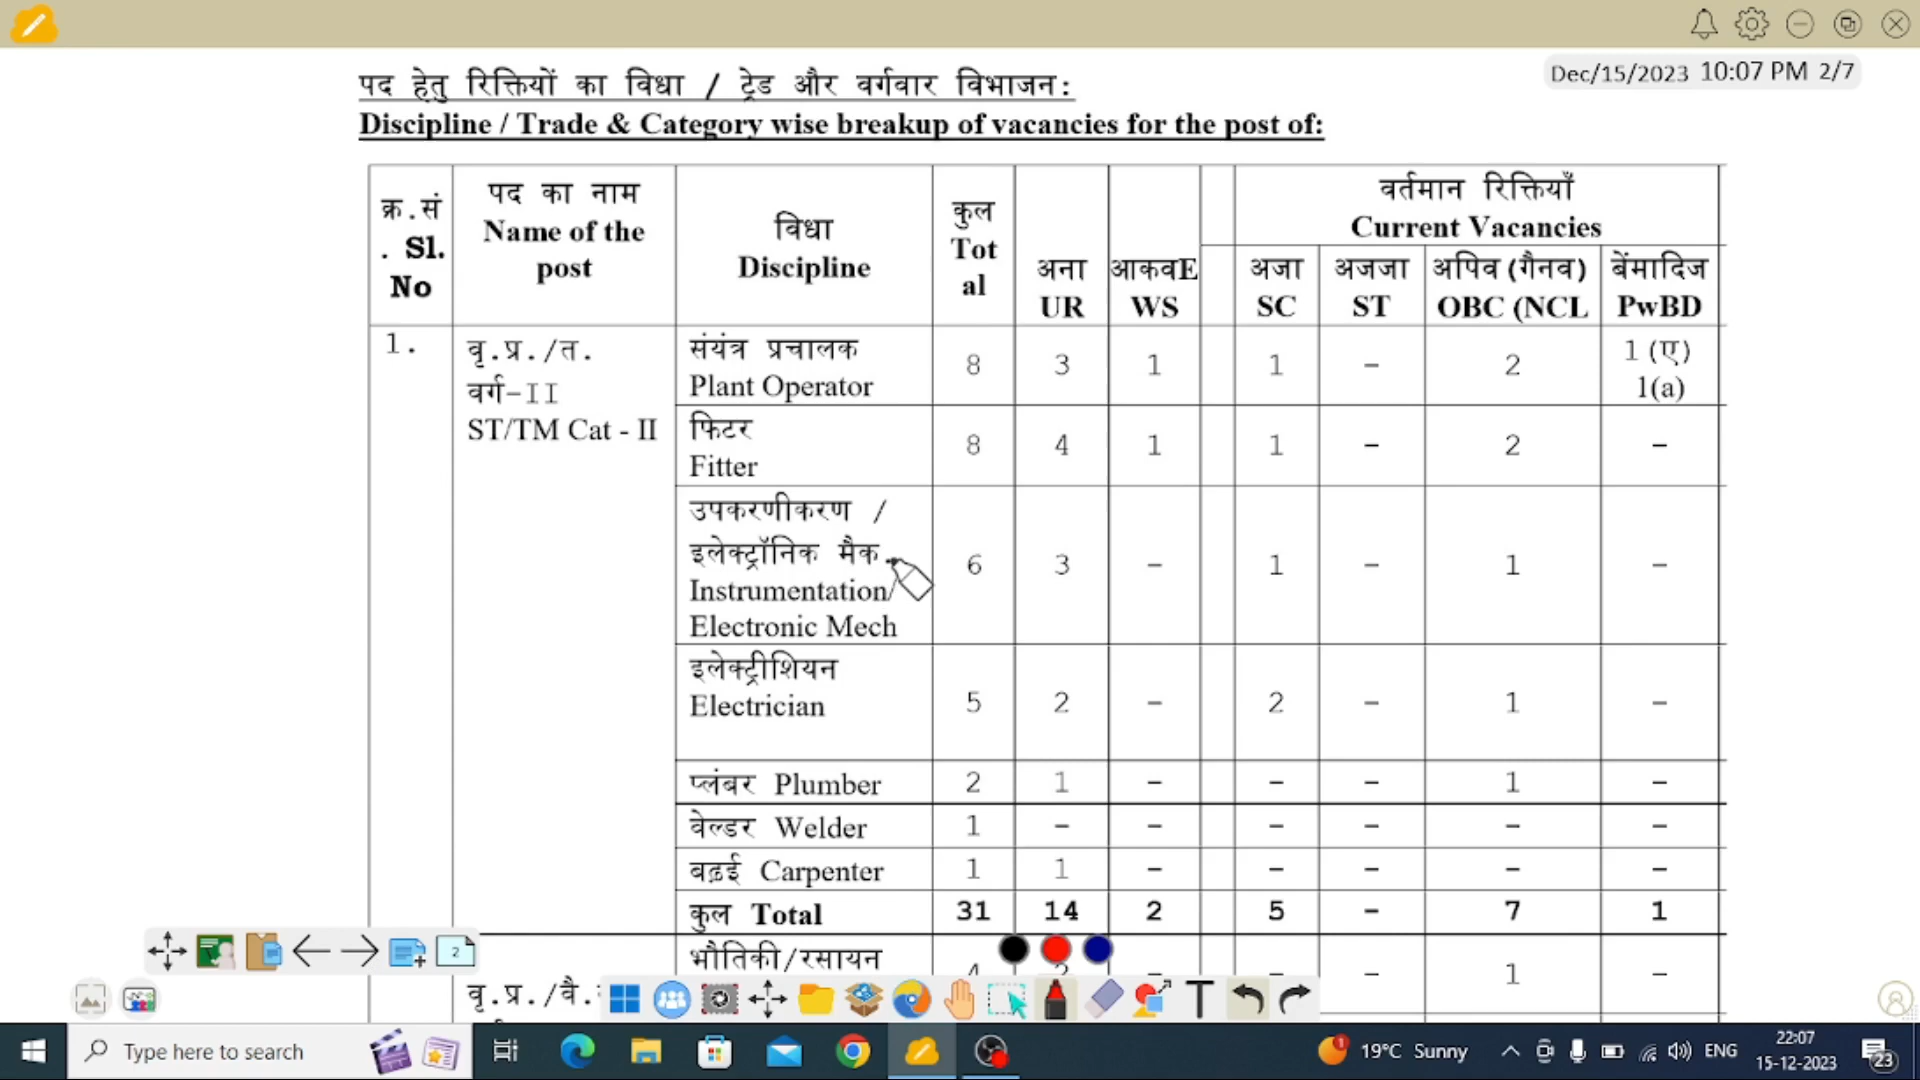 Dec/15/2023 10:07 PM 2/7
पद हेतु रिक्तियों का विधा / ट्रेड और वर्गवार विभाजन:
Discipline / Trade & Category wise breakup of vacancies for the post of:
क्र.सं
. Sl.
No
पद का नाम
Name of the
post
विधा
Discipline
कुल
Tot
al
अना
UR
आकवE
WS
वर्तमान रिक्तियाँ
Current Vacancies
अजा
SC
अजजा
ST
अपिव (गैनव)
OBC (NCL
बेंमादिज
PwBD
1.
वृ.प्र./त.
वर्ग-II
ST/TM Cat - II
संयंत्र प्रचालक
Plant Operator
8 3 1 1 - 2
1 (ए)
1(a)
फिटर
Fitter
8 4 1 1 - 2 -
उपकरणीकरण /
इलेक्ट्रॉनिक मैक.
Instrumentation/
Electronic Mech
6 3 - 1 - 1 -
इलेक्ट्रीशियन
Electrician
5 2 - 2 - 1 -
प्लंबर Plumber 2 1 - - - 1 -
वेल्डर Welder 1 - - - - - -
बढ़ई Carpenter 1 1 - - - - -
कुल Total 31 14 2 5 - 7 1
भौतिकी/रसायन
- - - 1 -
वृ.प्र./वै.
2
T
Type here to search
19°C Sunny
ENG
22:07
15-12-2023
23